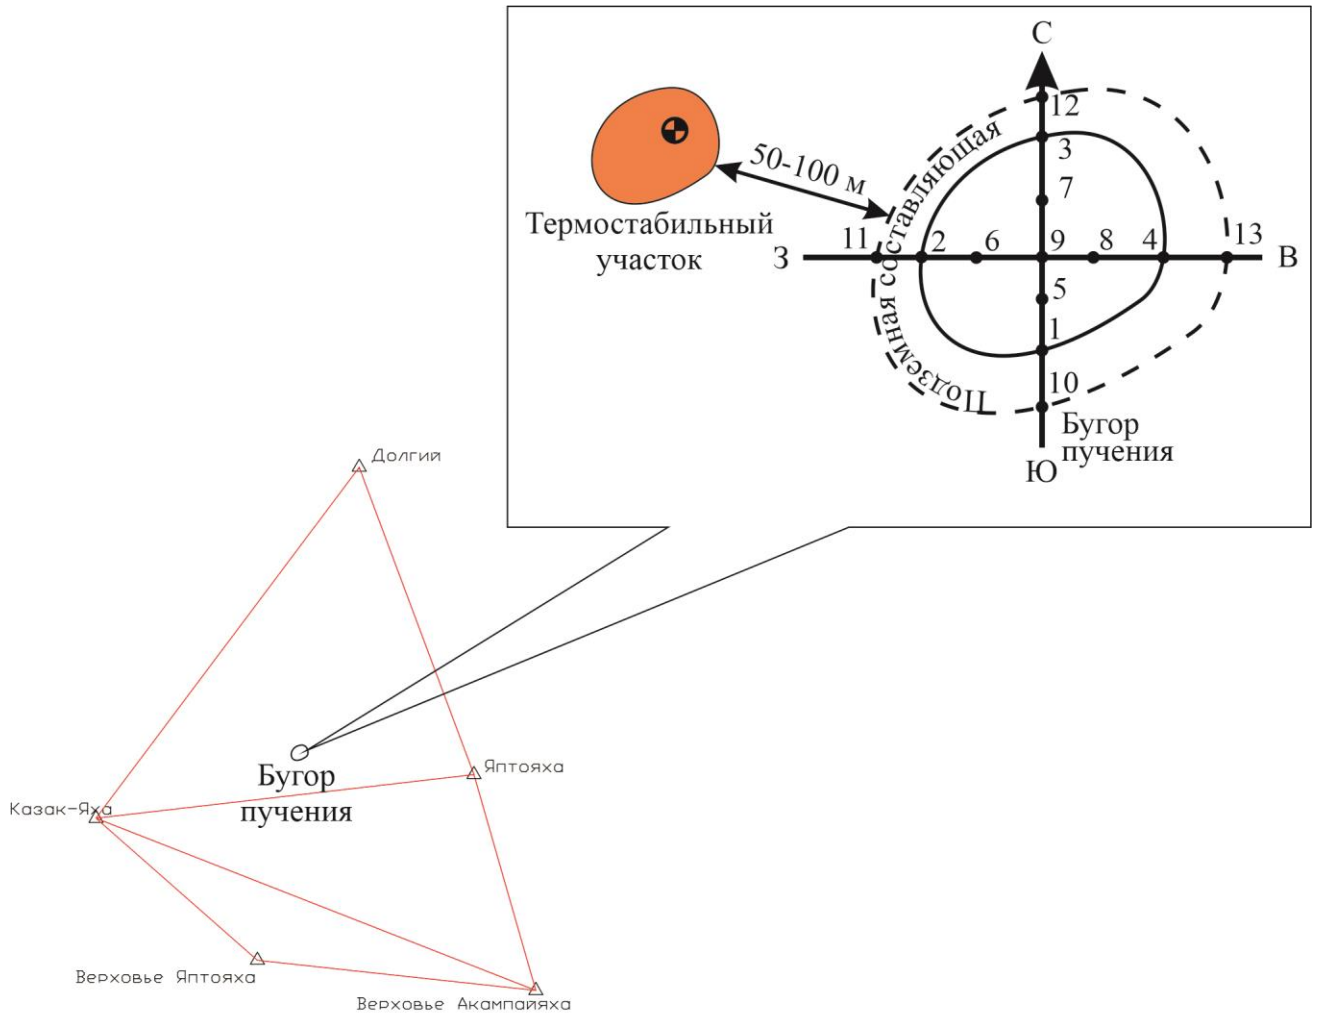 С
12
50-100 м
Подземная составляющая
3
7
Термостабильный
участок
11
2
6
9
8
4
13
З
В
5
1
10
Бугор
пучения
Ю
Долгий
Бугор
пучения
Яптояха
Казак-Яха
Верховье Яптояха
Верховье Акампайяха